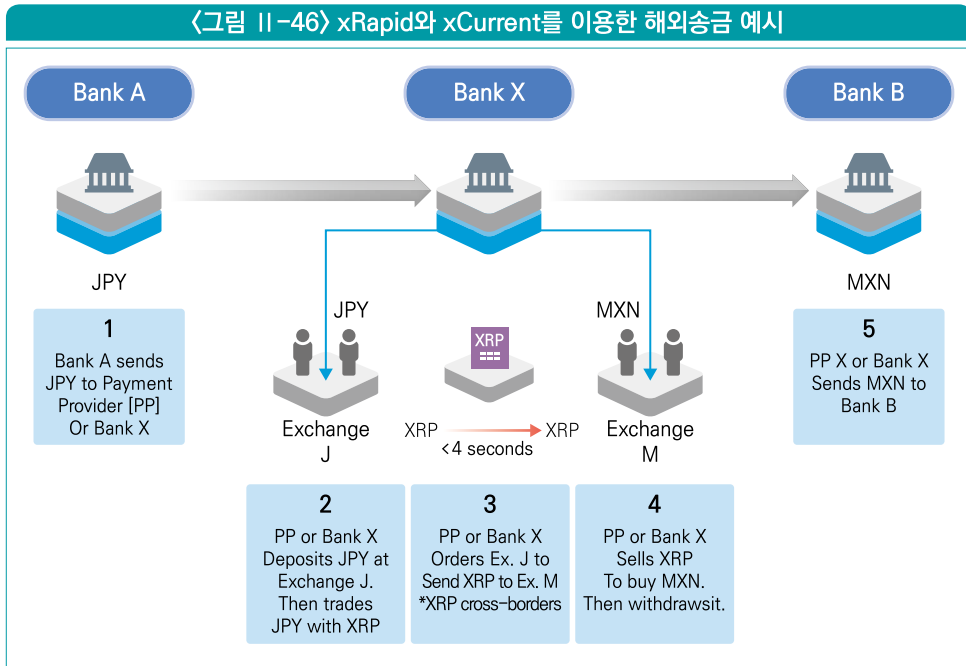 〈그림 Ⅱ-46〉 xRapid와 xCurrent를 이용한 해외송금 예시
Bank A
Bank X
Bank B
JPY
MXN
JPY
MXN
XRP
1
Bank A sends
JPY to Payment
Provider [PP]
Or Bank X
5
PP X or Bank X
Sends MXN to
Bank B
Exchange
J
XRP
XRP
<4 seconds
Exchange
M
2
PP or Bank X
Deposits JPY at
Exchange J.
Then trades
JPY with XRP
3
PP or Bank X
Orders Ex. J to
Send XRP to Ex. M
*XRP cross-borders
4
PP or Bank X
Sells XRP
To buy MXN.
Then withdrawsit.